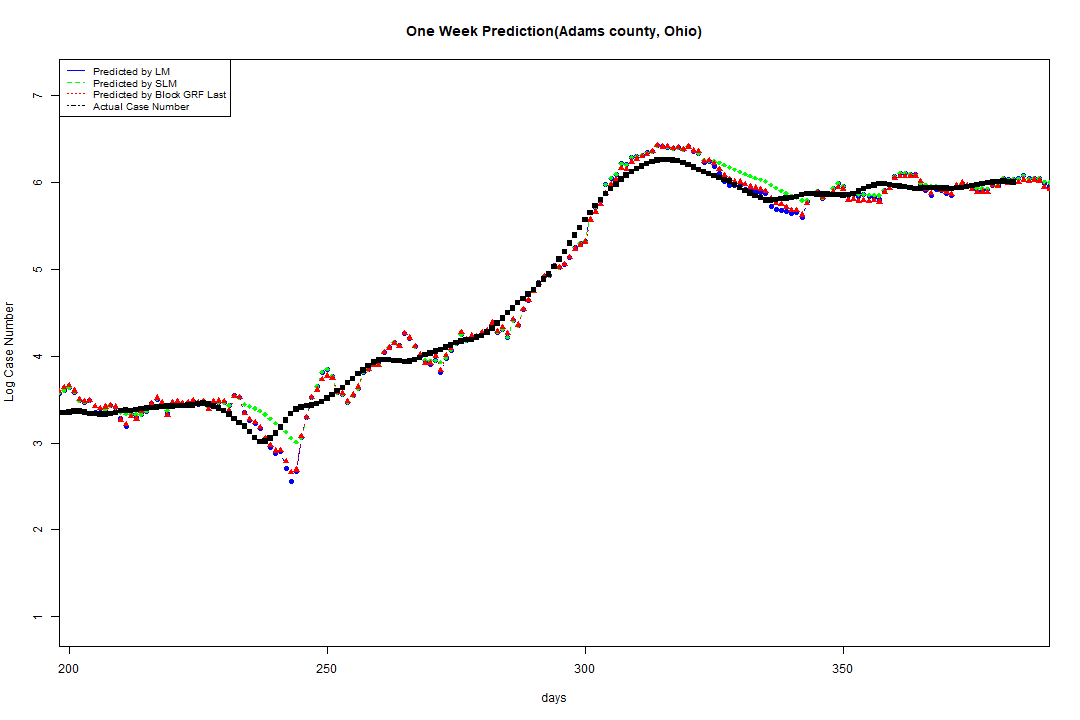 One Week Prediction(Adams county, Ohio)
Predicted by LM
Predicted by SLM
Predicted by Block GRF Last
Actual Case Number
7
6
5
4
3
2
1
Log Case Number
200 250 300 350
days